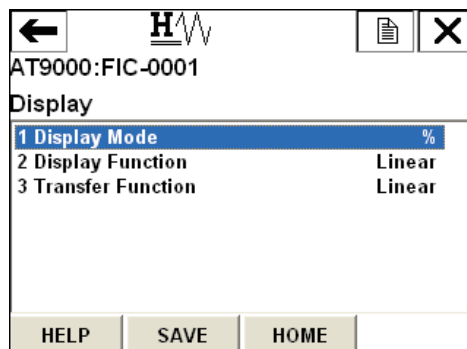 H
AT9000:FIC-0001
Display
1 Display Mode %
2 Display Function Linear
3 Transfer Function Linear
HELP SAVE HOME